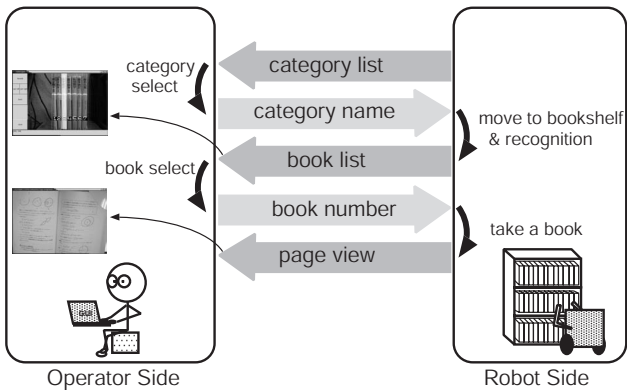 category list
category
select
category name
move to bookshelf
& recognition
book list
book select
book number
take a book
page view
Operator Side
Robot Side